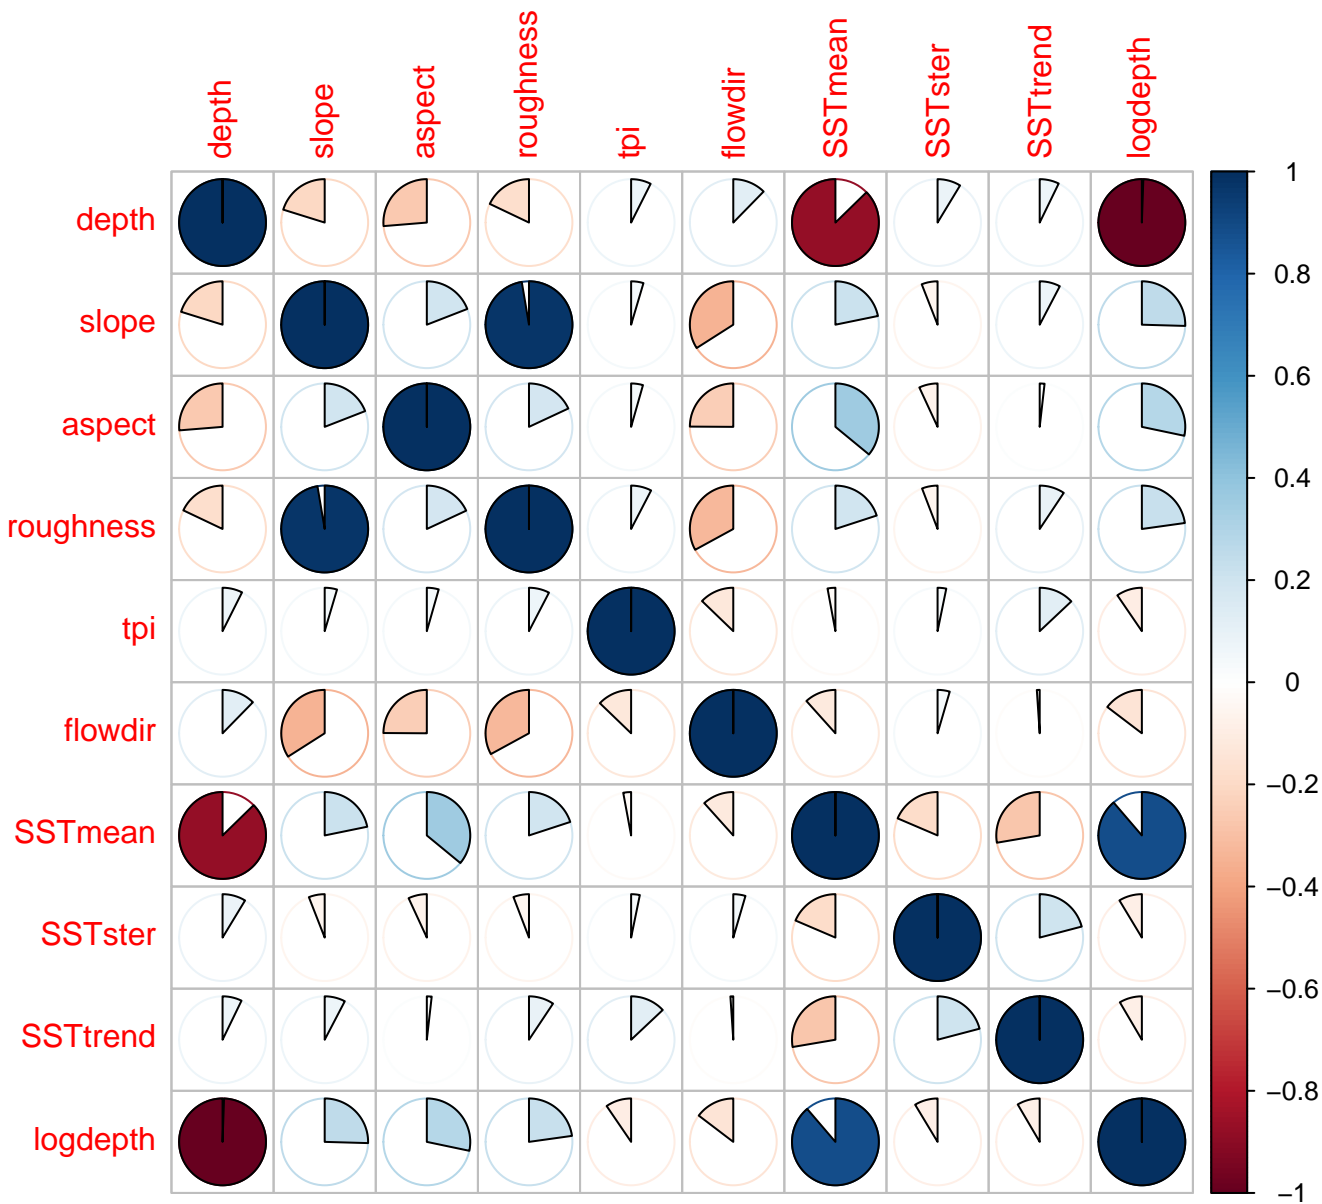 depth
slope
aspect
roughness
tpi
flowdir
SSTmean
SSTster
SSTtrend
logdepth
depth
slope
aspect
roughness
tpi
flowdir
SSTmean
SSTster
SSTtrend
logdepth
1
0.8
0.6
0.4
0.2
0
−0.2
−0.4
−0.6
−0.8
−1